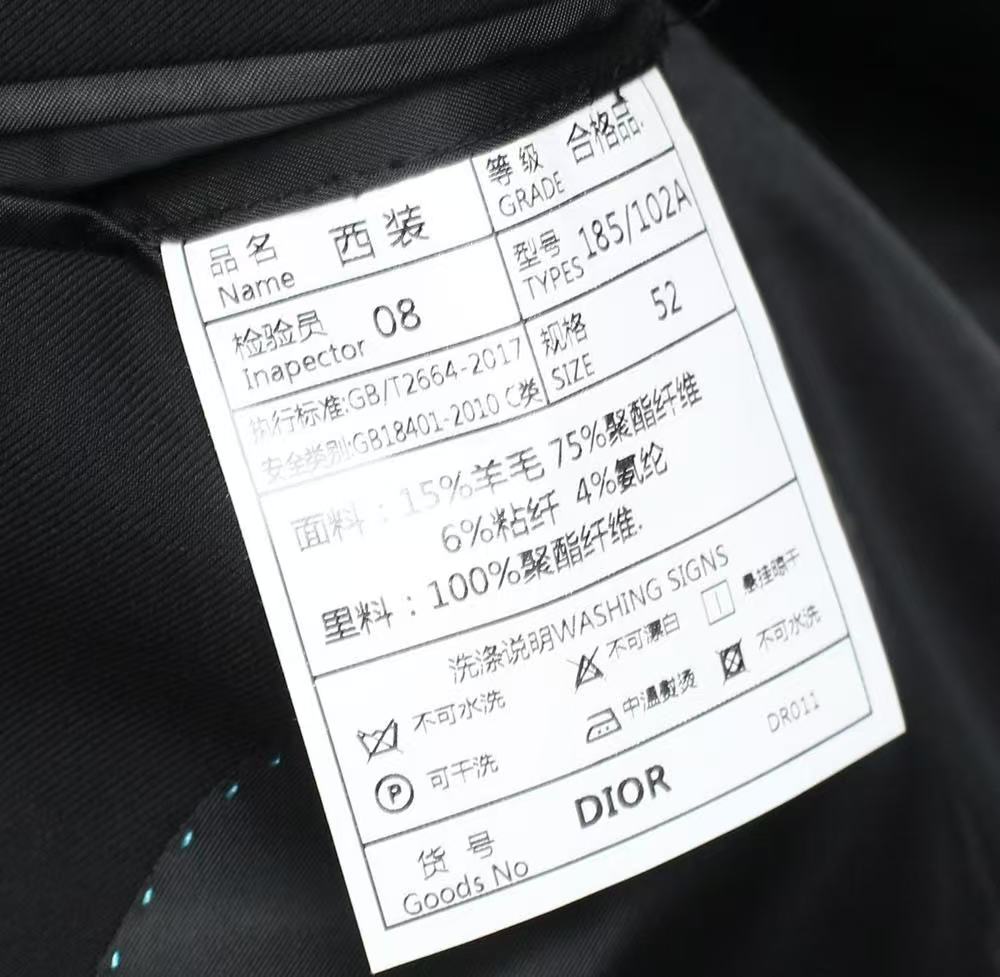 品名 西装
Name
等级 合格品.
GRADE
检验员 08
Inapector
型号 185/102A
TYPES
执行标准:GB/T2664-2017
安全类别:GB18401-2010 C类
规格 52
SIZE
面料:15%羊毛 75%聚酯纤维
6%粘纤 4%氨纶
里料:100%聚酯纤维.
洗涤说明WASHING SIGNS
不可水洗 不可漂白 悬挂晾干
P 可干洗 中温熨烫 不可水洗
DR011
货号 DIOR
Goods No